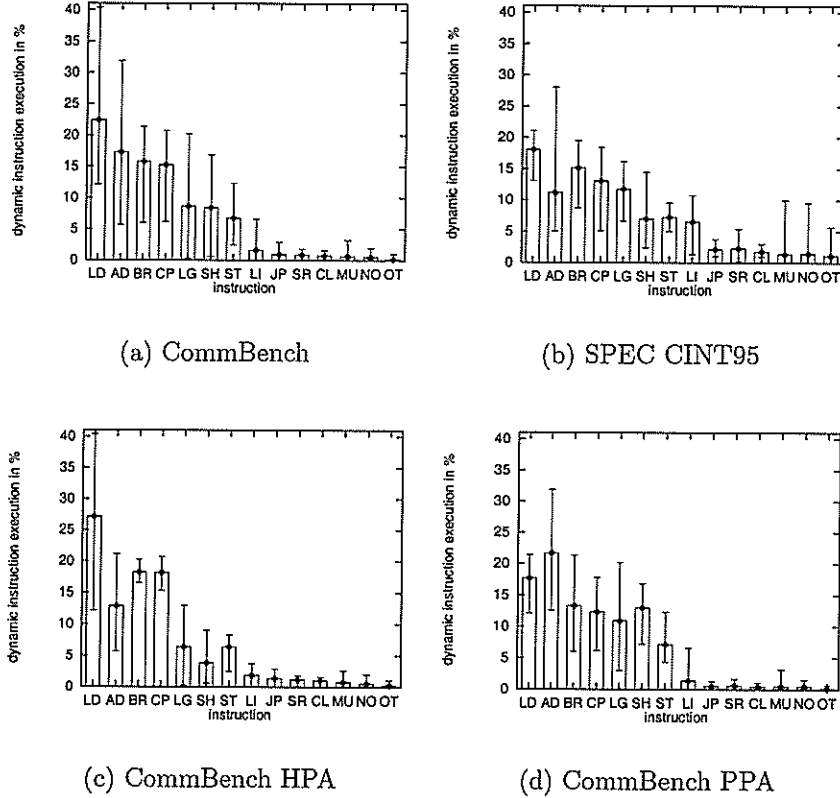 dynamic instruction execution in %
40
35
30
25
20
15
10
5
0
LD AD BR CP LG SH ST LI JP SR CL MU NO OT
instruction
(a) CommBench
dynamic instruction execution in %
40
35
30
25
20
15
10
5
0
LD AD BR CP LG SH ST LI JP SR CL MU NO OT
instruction
(b) SPEC CINT95
dynamic instruction execution in %
40
35
30
25
20
15
10
5
0
LD AD BR CP LG SH ST LI JP SR CL MU NO OT
instruction
(c) CommBench HPA
dynamic instruction execution in %
40
35
30
25
20
15
10
5
0
LD AD BR CP LG SH ST LI JP SR CL MU NO OT
instruction
(d) CommBench PPA